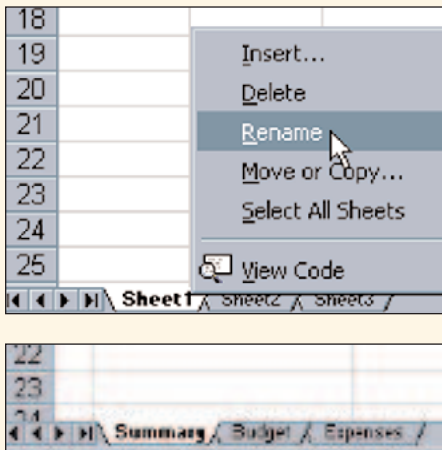 18
19
20
21
22
23
24
25
Insert...
Delete
Rename
Move or Copy...
Select All Sheets
View Code
Sheet1 Sheet2 Sheet3
22
23
24
Summary Budget Expenses